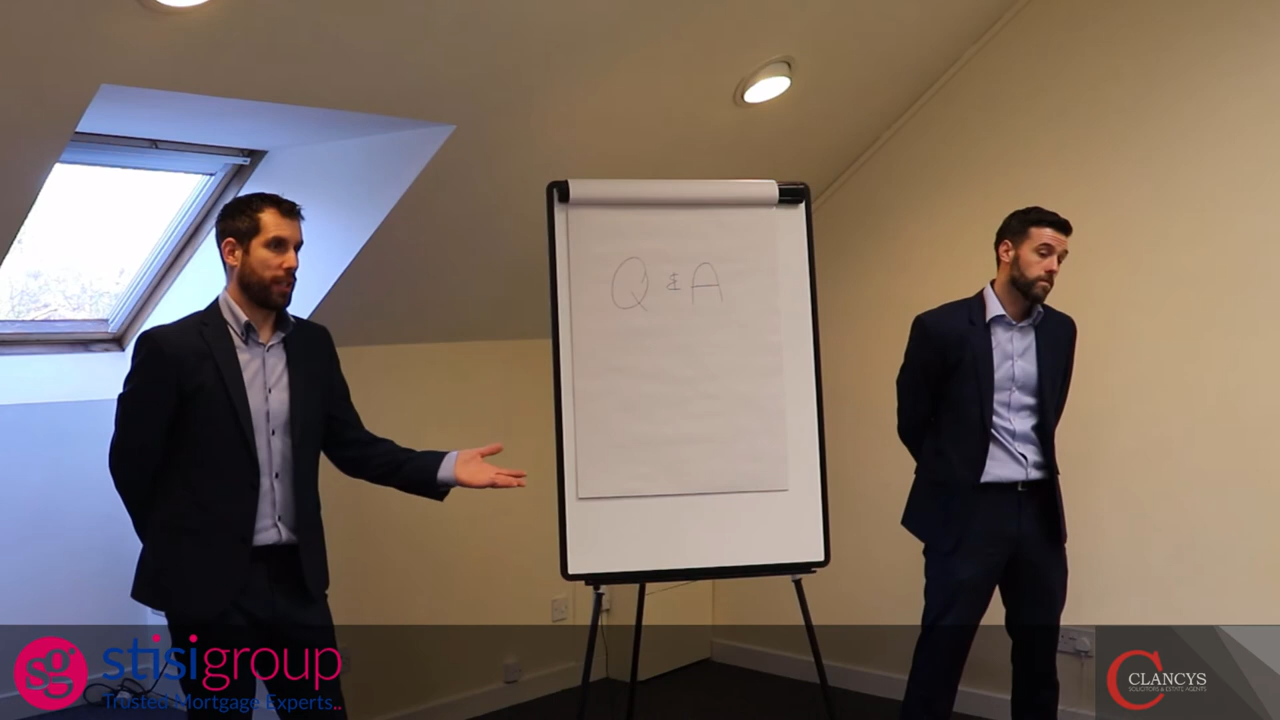 Q & A
sg
stisigroup
Trusted Mortgage Experts..
CLANCYS
SOLICITORS & ESTATE AGENTS